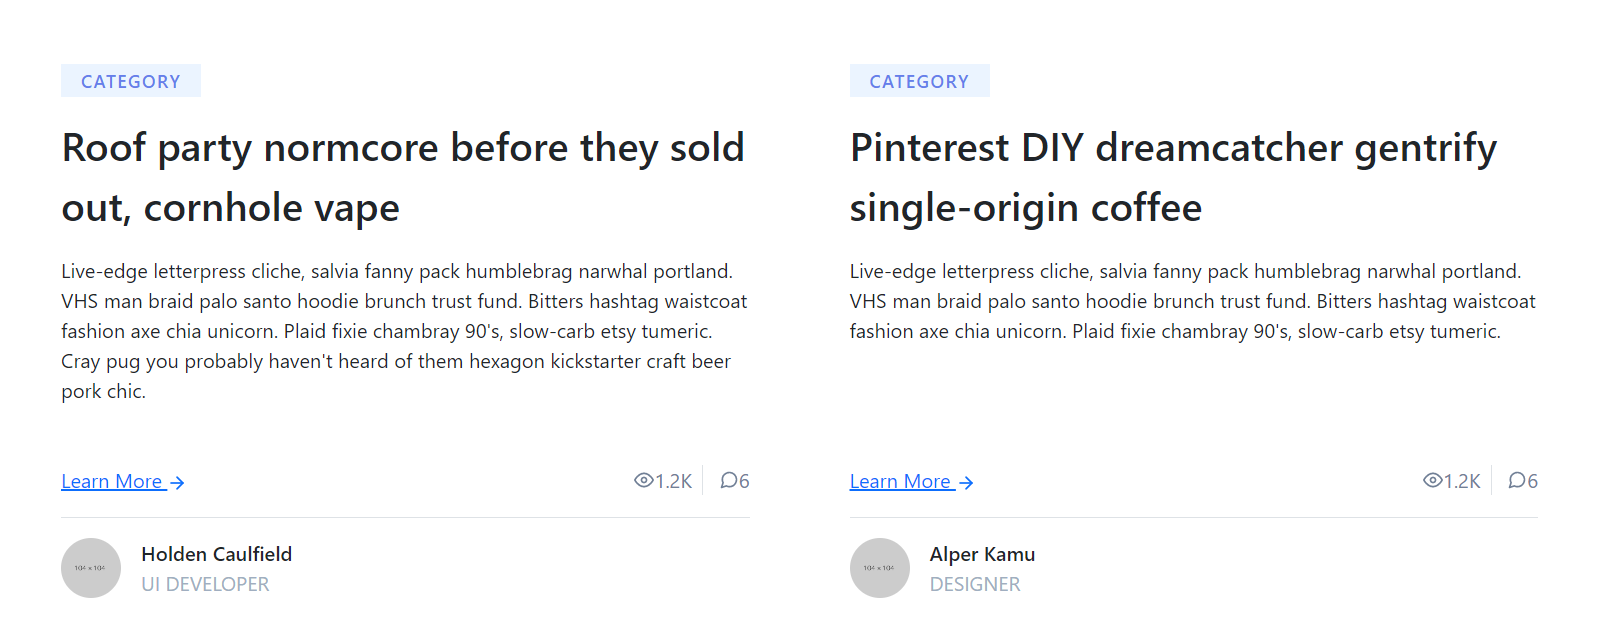 CATEGORY
Roof party normcore before they sold
out, cornhole vape
Live-edge letterpress cliche, salvia fanny pack humblebrag narwhal portland.
VHS man braid palo santo hoodie brunch trust fund. Bitters hashtag waistcoat
fashion axe chia unicorn. Plaid fixie chambray 90's, slow-carb etsy tumeric.
Cray pug you probably haven't heard of them hexagon kickstarter craft beer
pork chic.
Learn More →
1.2K
6
104 x 104
Holden Caulfield
UI DEVELOPER
CATEGORY
Pinterest DIY dreamcatcher gentrify
single-origin coffee
Live-edge letterpress cliche, salvia fanny pack humblebrag narwhal portland.
VHS man braid palo santo hoodie brunch trust fund. Bitters hashtag waistcoat
fashion axe chia unicorn. Plaid fixie chambray 90's, slow-carb etsy tumeric.
Learn More →
1.2K
6
104 x 104
Alper Kamu
DESIGNER